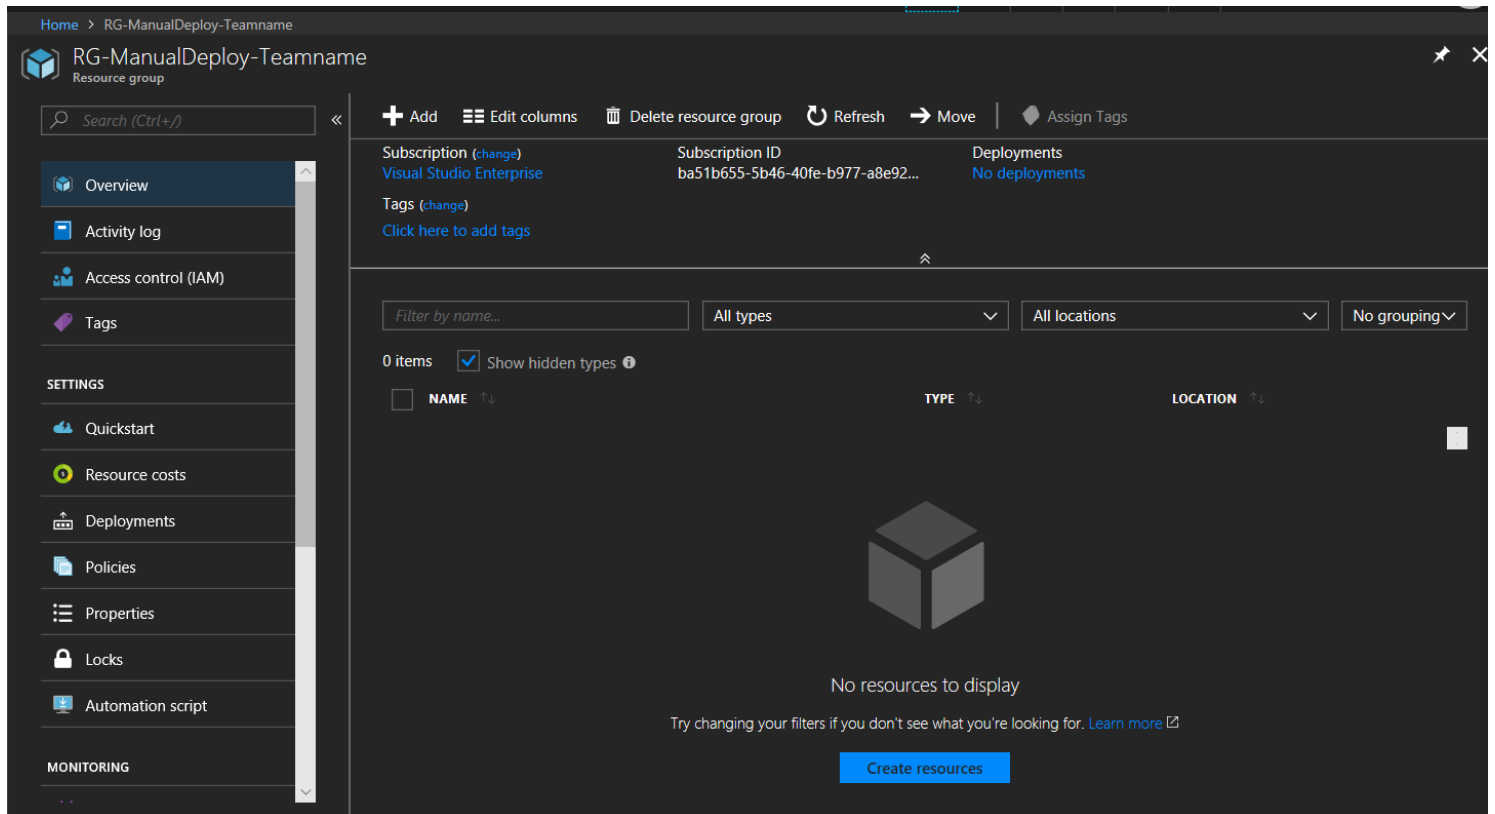 Home > RG-ManualDeploy-Teamname
RG-ManualDeploy-Teamname
Resource group
Search (Ctrl+/)
Overview
Activity log
Access control (IAM)
Tags
SETTINGS
Quickstart
Resource costs
Deployments
Policies
Properties
Locks
Automation script
MONITORING
Add Edit columns Delete resource group Refresh Move Assign Tags
Subscription (change) Subscription ID Deployments
Visual Studio Enterprise ba51b655-5b46-40fe-b977-a8e92... No deployments
Tags (change)
Click here to add tags
Filter by name... All types All locations No grouping
0 items Show hidden types
NAME TYPE LOCATION
No resources to display
Try changing your filters if you don't see what you're looking for. Learn more
Create resources